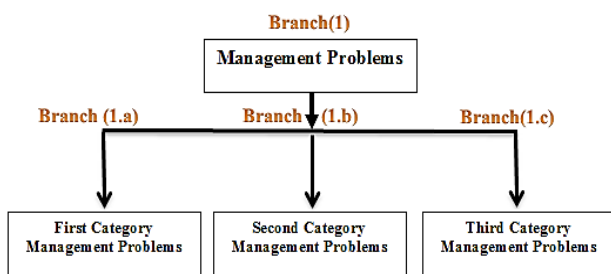 Branch(1)
Management Problems
Branch (1.a)
Branch (1.b)
Branch(1.c)
First Category
Management Problems
Second Category
Management Problems
Third Category
Management Problems